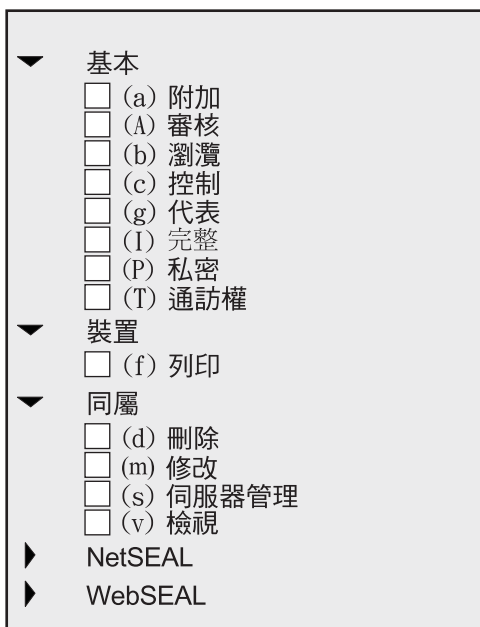 基本
(a) 附加
(A) 審核
(b) 瀏灠
(c) 控制
(g) 代表
(I) 完整
(P) 私密
(T) 通訪權
裝置
(f) 列印
同屬
(d) 刪除
(m) 修改
(s) 伺服器管理
(v) 檢視
NetSEAL
WebSEAL